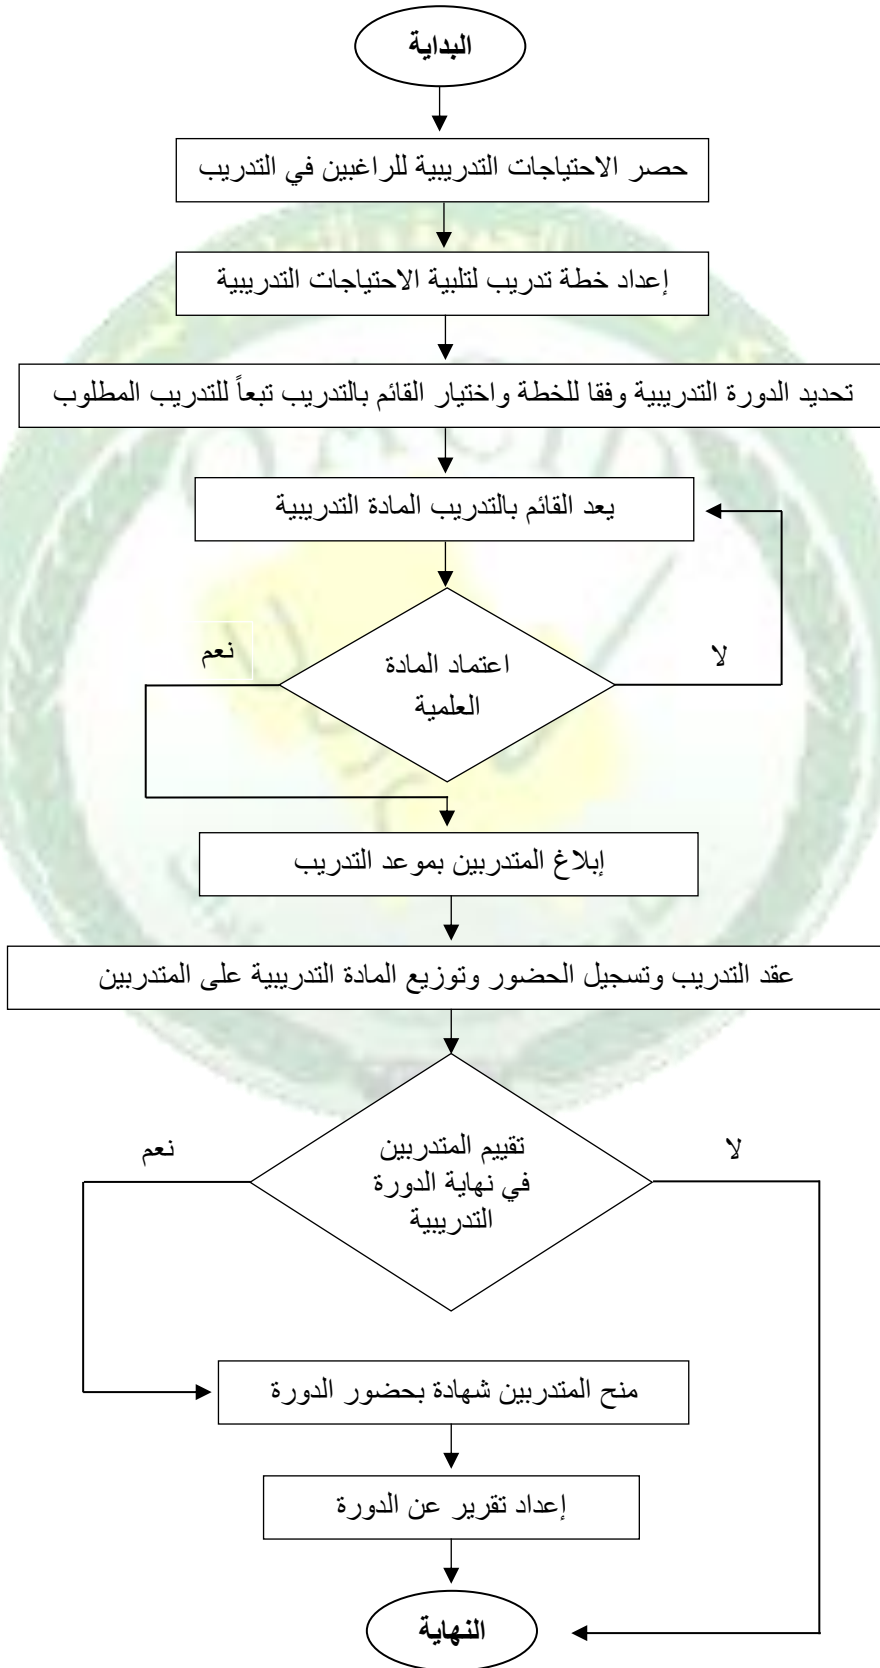 البداية
حصر الاحتياجات التدريبية للراغبين في التدريب
إعداد خطة تدريب لتلبية الاحتياجات التدريبية
تحديد الدورة التدريبية وفقا للخطة واختيار القائم بالتدريب تبعاً للتدريب المطلوب
يعد القائم بالتدريب المادة التدريبية
لا
نعم
اعتماد المادة
العلمية
إبلاغ المتدربين بموعد التدريب
عقد التدريب وتسجيل الحضور وتوزيع المادة التدريبية على المتدربين
لا
نعم
تقييم المتدربين
في نهاية الدورة
التدريبية
منح المتدربين شهادة بحضور الدورة
إعداد تقرير عن الدورة
النهاية